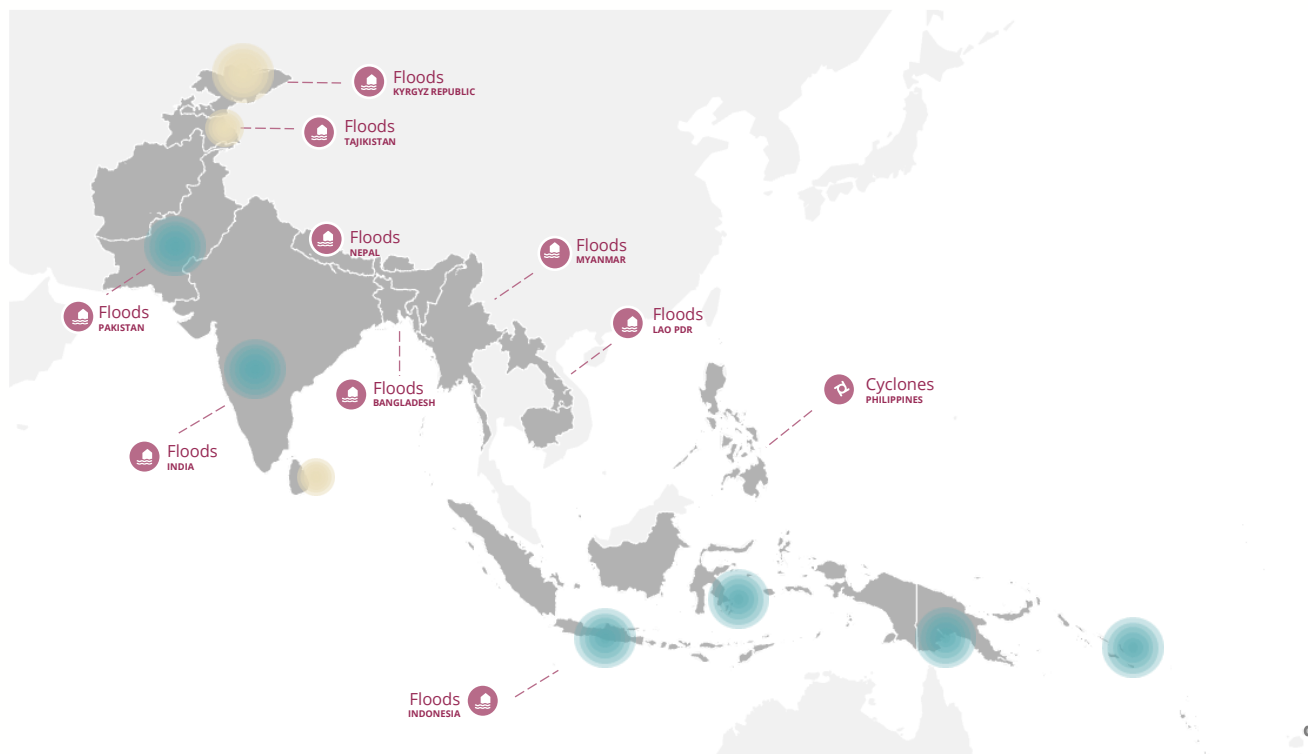 Floods
KYRGYZ REPUBLIC
Floods
TAJIKISTAN
Floods
NEPAL
Floods
MYANMAR
Floods
PAKISTAN
Floods
LAO PDR
Floods
BANGLADESH
Cyclones
PHILIPPINES
Floods
INDIA
Floods
INDONESIA